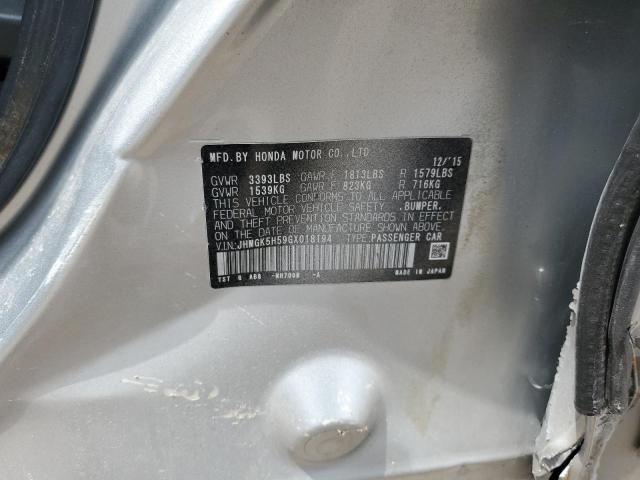 MFD. BY HONDA MOTOR CO.,LTD 12/'15
GVWR 3393LBS GAWR F 1813LBS R 1579LBS
GVWR 1539KG GAWR F 823KG R 716KG
THIS VEHICLE CONFORMS TO ALL APPLICABLE
FEDERAL MOTOR VEHICLE SAFETY, BUMPER,
AND THEFT PREVENTION STANDARDS IN EFFECT
ON THE DATE OF MANUFACTURE SHOWN ABOVE.
VIN:JHMGK5H59GX018194 TYPE:PASSENGER CAR
MADE IN JAPAN